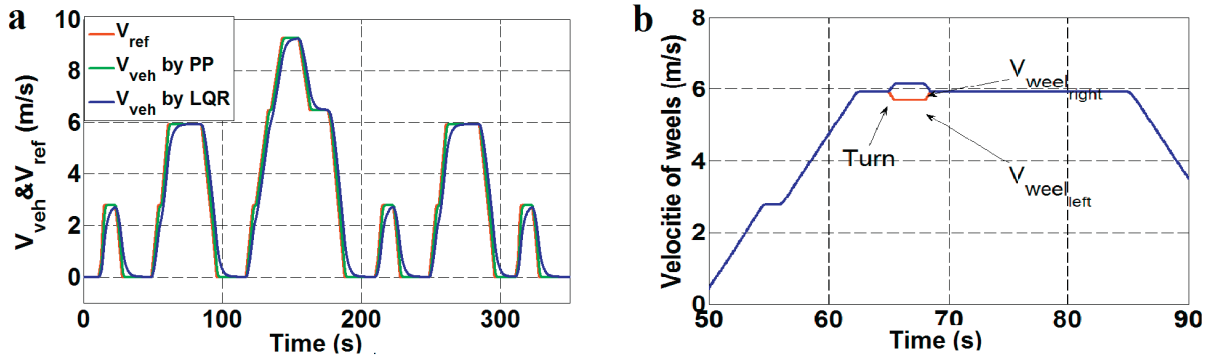 a
V_veh&V_ref (m/s)
10
8
6
4
2
0
V_ref
V_veh by PP
V_veh by LQR
0 100 200 300
Time (s)
b
Velocitie of weels (m/s)
8
6
4
2
0
V_weel_right
Turn
V_weel_left
50 60 70 80 90
Time (s)